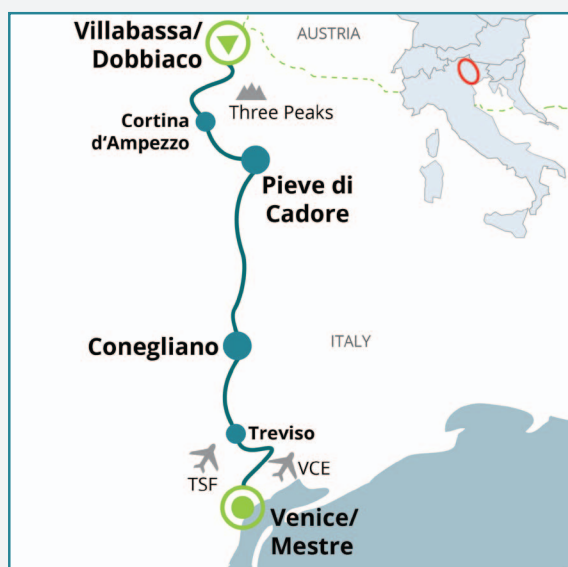 Villabassa/
Dobbiaco
AUSTRIA
Three Peaks
Cortina
d‘Ampezzo
Pieve di
Cadore
Conegliano
ITALY
Treviso
TSF
VCE
Venice/
Mestre